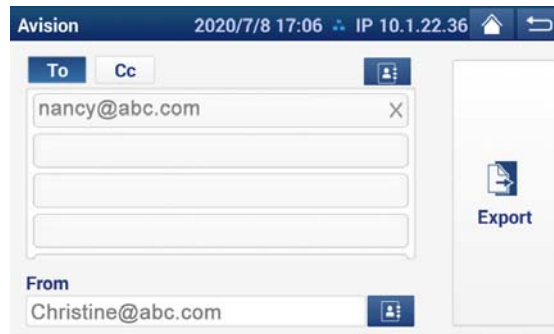 Avision 2020/7/8 17:06 IP 10.1.22.36
To Cc
nancy@abc.com X
Export
From
Christine@abc.com